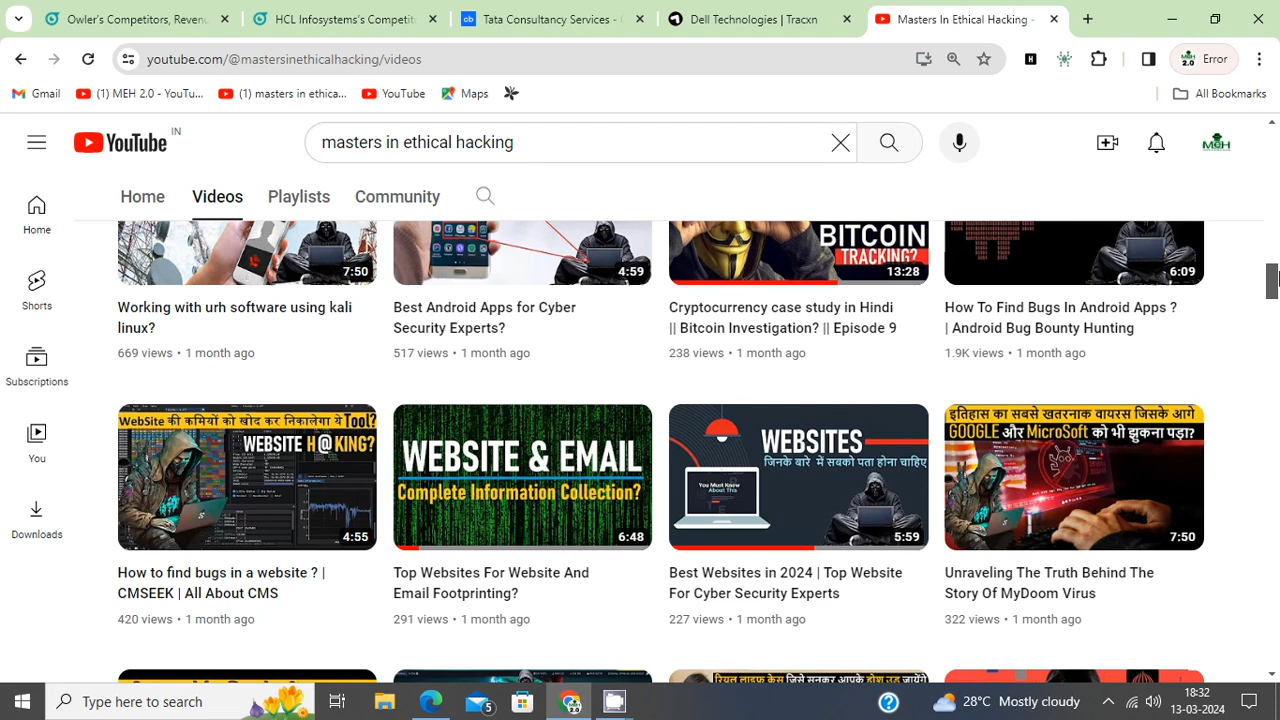 Owler's Competitors, Revenu
HCL Infosystems's Competit
Tata Consultancy Services - C
Dell Technologies | Tracxn
Masters In Ethical Hacking -
youtube.com/@mastersinethicalhacking/videos
Error
Gmail
(1) MEH 2.0 - YouTu...
(1) masters in ethica...
YouTube
Maps
All Bookmarks
YouTube IN
masters in ethical hacking
MEH
Home
Videos
Playlists
Community
Home
Shorts
Subscriptions
You
Downloads
7:50
4:59
BITCOIN
TRACKING?
13:28
6:09
Working with urh software using kali
linux?
669 views • 1 month ago
Best Android Apps for Cyber
Security Experts?
517 views • 1 month ago
Cryptocurrency case study in Hindi
|| Bitcoin Investigation? || Episode 9
238 views • 1 month ago
How To Find Bugs In Android Apps ?
| Android Bug Bounty Hunting
1.9K views • 1 month ago
WebSite की कमियों को खोद कर निकालेगा ये Tool?
WEBSITE H@KING?
4:55
WEBSITE & EMAIL
Complete Information Collection?
6:48
WEBSITES
जिनके बारे में सबको पता होना चाहिए
You Must Know
About This
5:59
इतिहास का सबसे खतरनाक वायरस जिसके आगे
GOOGLE और MicroSoft को भी झुकना पड़ा?
7:50
How to find bugs in a website ? |
CMSEEK | All About CMS
420 views • 1 month ago
Top Websites For Website And
Email Footprinting?
291 views • 1 month ago
Best Websites in 2024 | Top Website
For Cyber Security Experts
227 views • 1 month ago
Unraveling The Truth Behind The
Story Of MyDoom Virus
322 views • 1 month ago
रियल लाइफ केस जिसे सुनकर आपके होश उड़ जायेंगे
Type here to search
5
28°C Mostly cloudy
18:32
13-03-2024